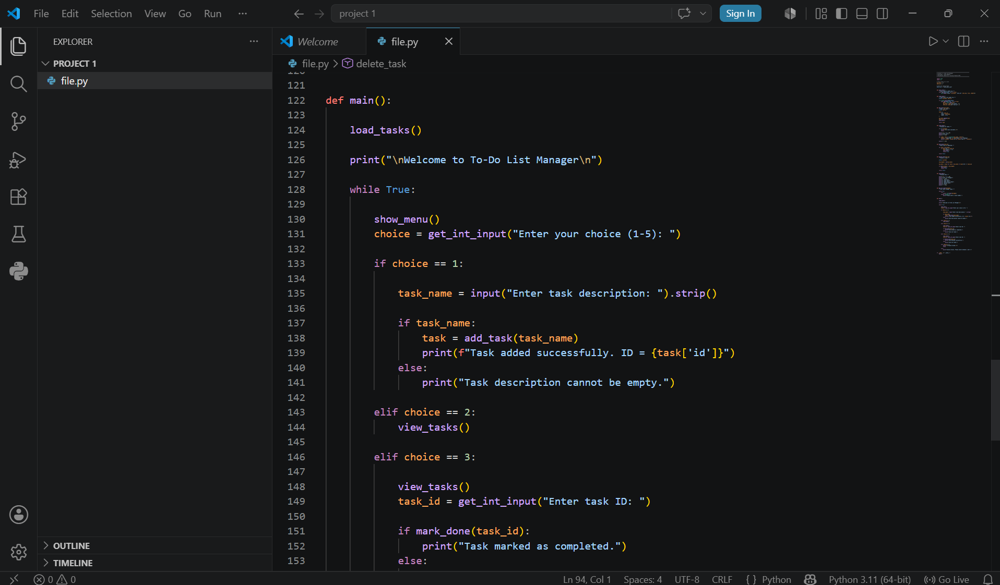 File Edit Selection View Go Run ··· project 1 Sign In
EXPLORER ···
PROJECT 1
file.py
OUTLINE
TIMELINE
Welcome file.py
file.py > delete_task
121
122 def main():
123
124     load_tasks()
125
126     print("\nWelcome to To-Do List Manager\n")
127
128     while True:
129
130         show_menu()
131         choice = get_int_input("Enter your choice (1-5): ")
132
133         if choice == 1:
134
135             task_name = input("Enter task description: ").strip()
136
137             if task_name:
138                 task = add_task(task_name)
139                 print(f"Task added successfully. ID = {task['id']}")
140             else:
141                 print("Task description cannot be empty.")
142
143         elif choice == 2:
144             view_tasks()
145
146         elif choice == 3:
147
148             view_tasks()
149             task_id = get_int_input("Enter task ID: ")
150
151             if mark_done(task_id):
152                 print("Task marked as completed.")
153             else:
0 0 Ln 94, Col 1 Spaces: 4 UTF-8 CRLF { } Python Python 3.11 (64-bit) Go Live